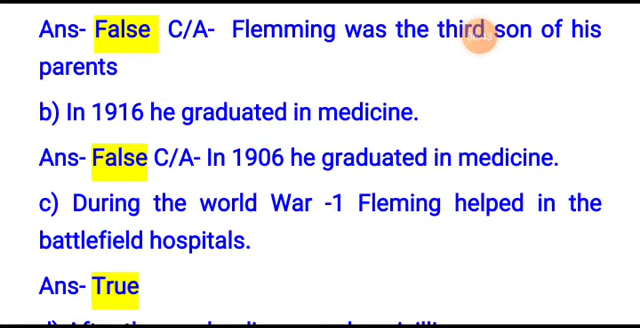 Ans- False C/A- Flemming was the third son of his
parents
b) In 1916 he graduated in medicine.
Ans- False C/A- In 1906 he graduated in medicine.
c) During the world War -1 Fleming helped in the
battlefield hospitals.
Ans- True